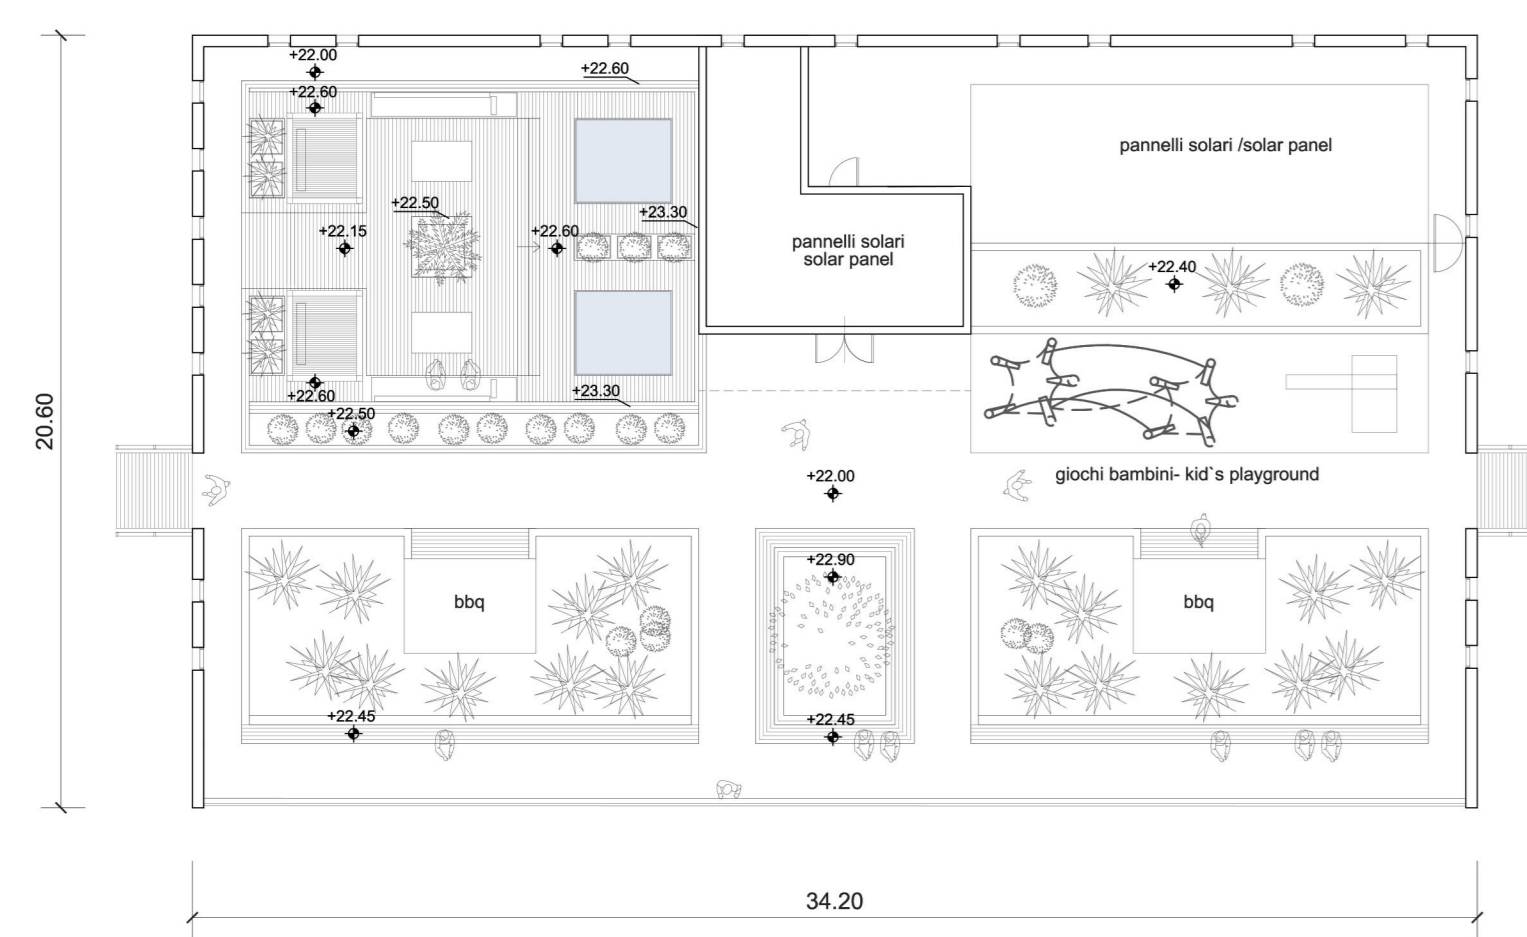 +22.00
+22.60
+22.60
pannelli solari /solar panel
+22.50
+23.30
+22.15
+22.60
pannelli solari
solar panel
+22.40
+22.60
+23.30
+22.50
20.60
+22.00
giochi bambini- kid`s playground
+22.90
bbq
bbq
+22.45
+22.45
34.20